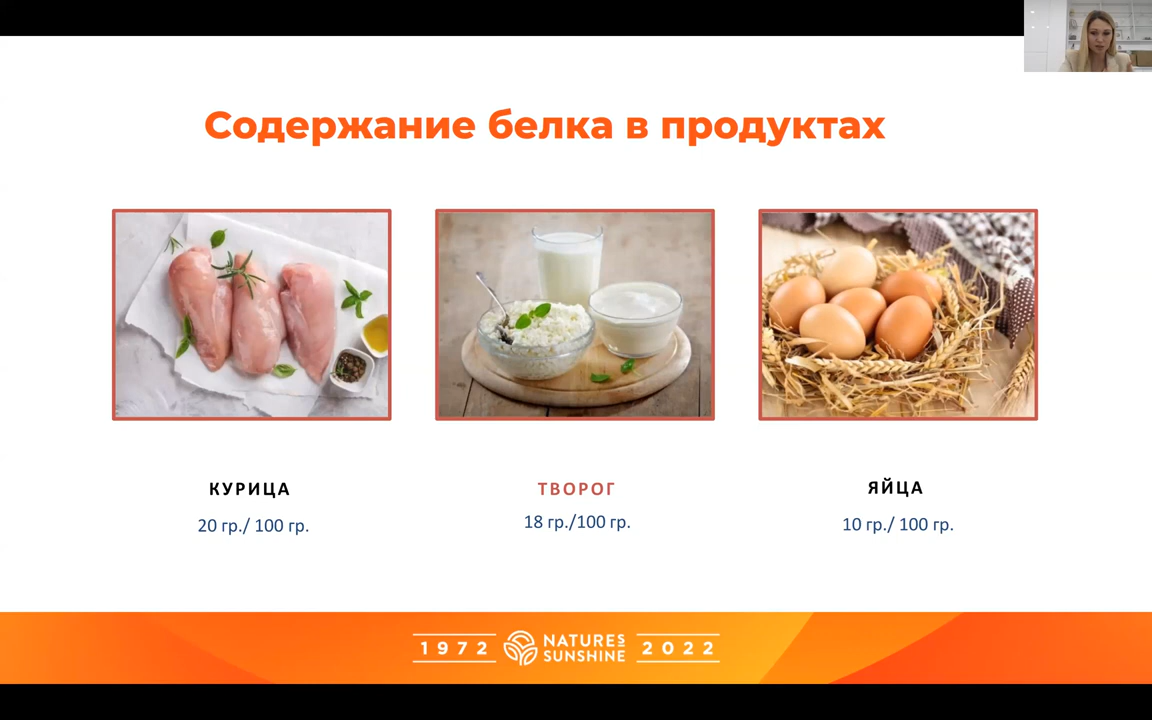 Содержание белка в продуктах
КУРИЦА
20 гр./ 100 гр.
ТВОРОГ
18 гр./100 гр.
ЯЙЦА
10 гр./ 100 гр.
1972 NATURES SUNSHINE 2022